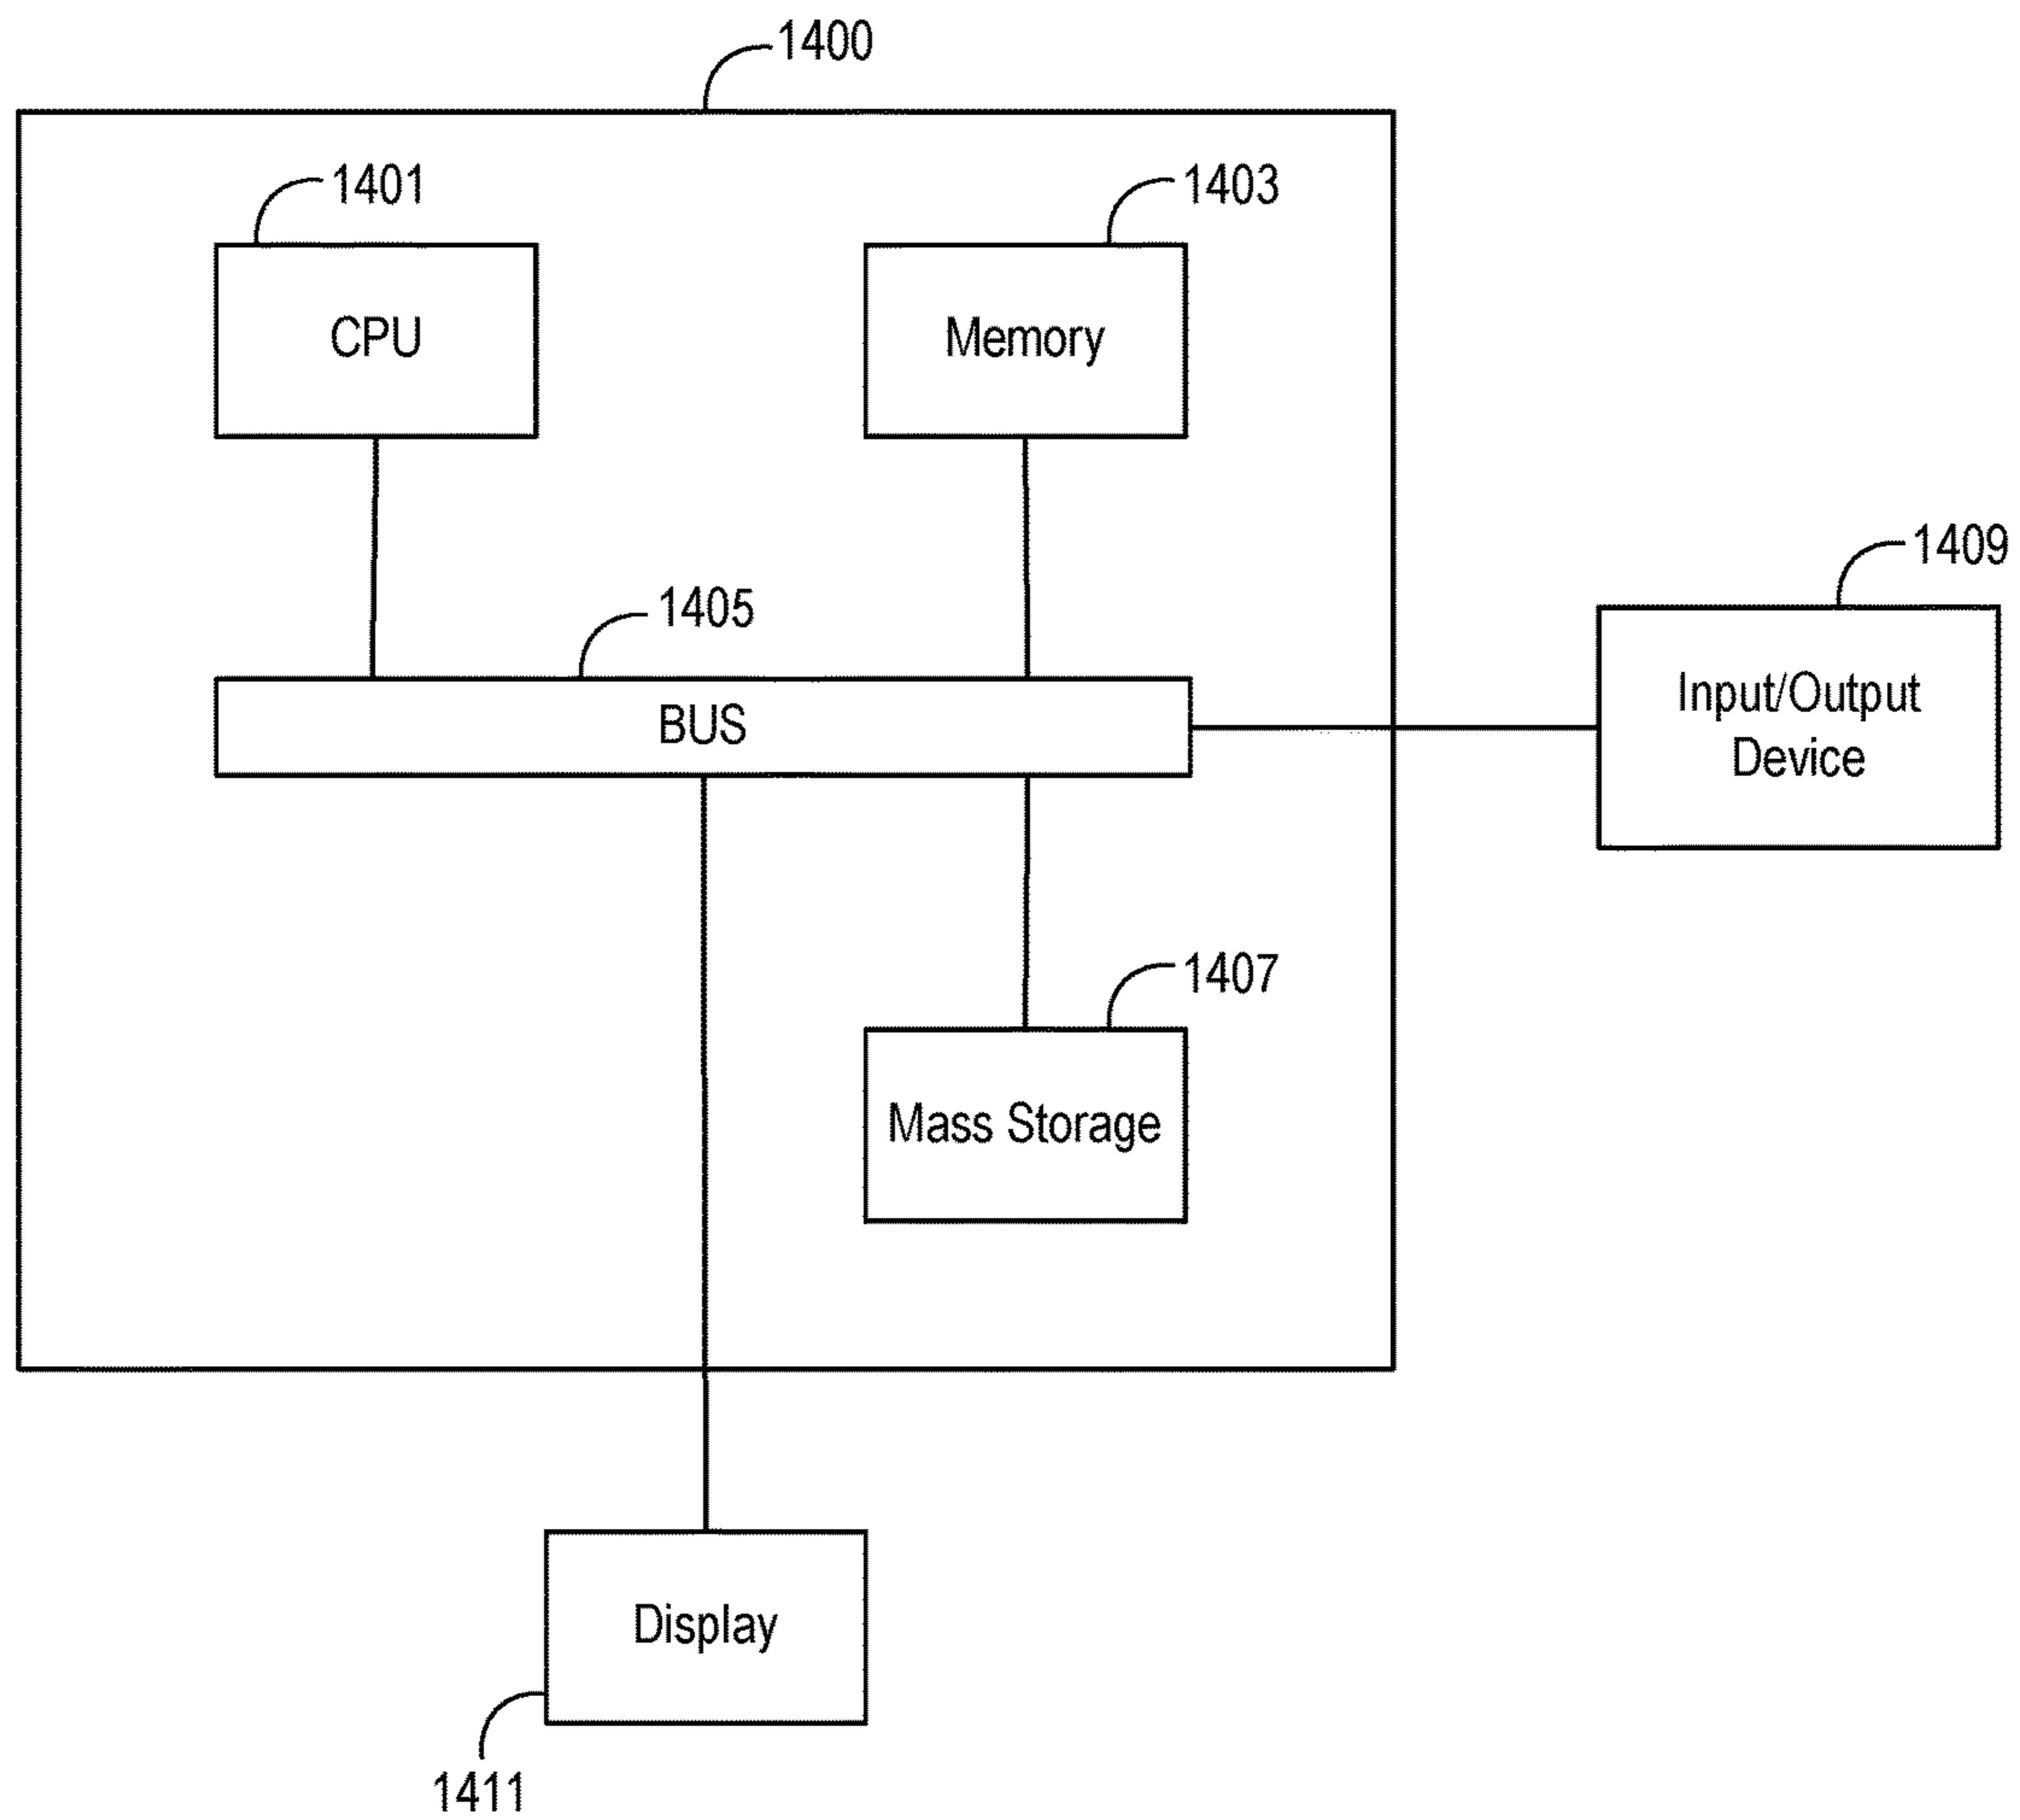 1400
1401
1403
CPU
Memory
1409
1405
Input/Output
Device
BUS
1407
Mass Storage
Display
1411